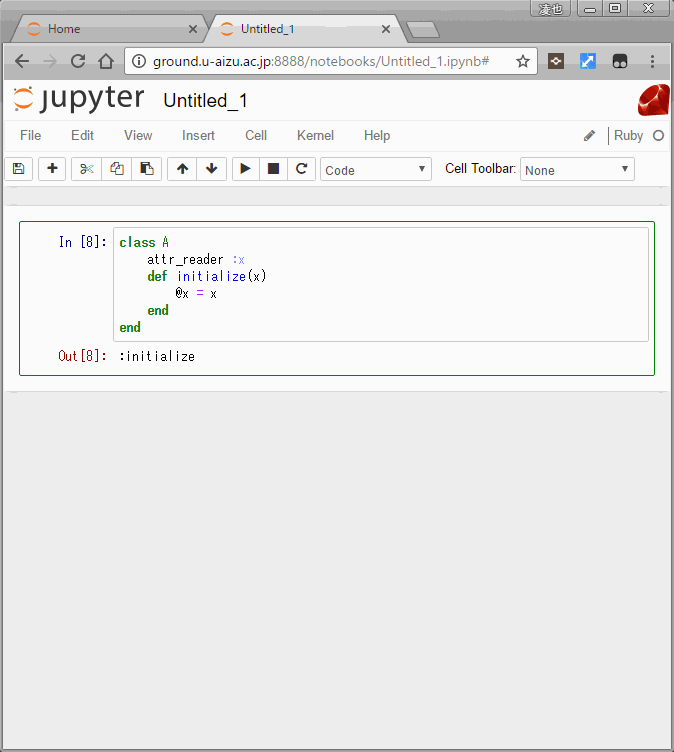 凌也
Home
Untitled_1
ground.u-aizu.ac.jp:8888/notebooks/Untitled_1.ipynb#
jupyter Untitled_1
File Edit View Insert Cell Kernel Help Ruby
Code Cell Toolbar: None
In [8]: class A
    attr_reader :x
    def initialize(x)
        @x = x
    end
end
Out[8]: :initialize